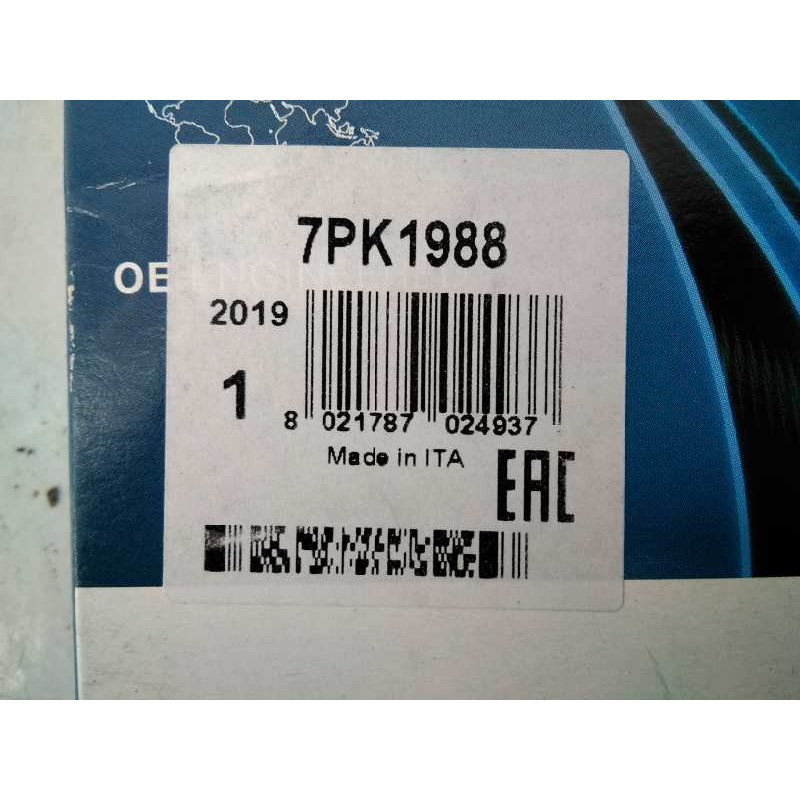 7PK1988
OE
2019
1
8 021787 024937
Made in ITA
EAC